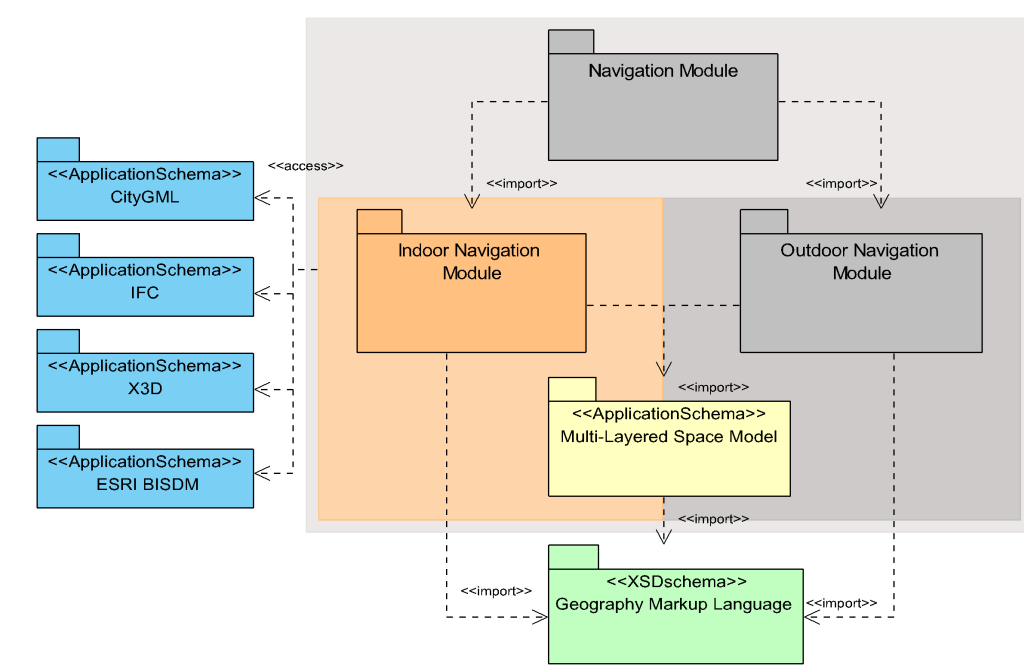 Navigation Module
<<import>>
<<import>>
<<access>>
<<ApplicationSchema>>
CityGML
<<ApplicationSchema>>
IFC
<<ApplicationSchema>>
X3D
<<ApplicationSchema>>
ESRI BISDM
Indoor Navigation
Module
Outdoor Navigation
Module
<<import>>
<<ApplicationSchema>>
Multi-Layered Space Model
<<import>>
<<import>>
<<XSDschema>>
Geography Markup Language
<<import>>